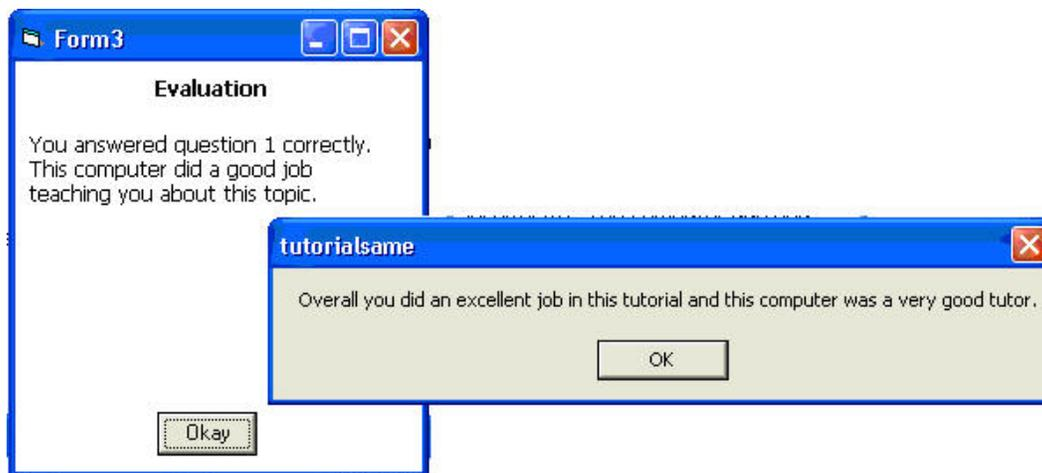 Form3
Evaluation
You answered question 1 correctly.
This computer did a good job
teaching you about this topic.
tutorialsame
Overall you did an excellent job in this tutorial and this computer was a very good tutor.
OK
Okay